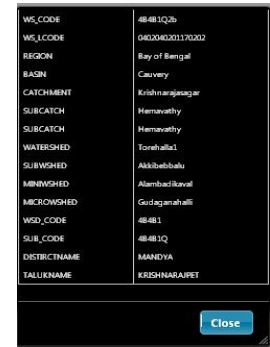 WS_CODE 4B4B1Q2b
WS_LCODE 0402040201170202
REGION Bay of Bengal
BASIN Cauvery
CATCHMENT Krishnarajasagar
SUBCATCH Hemavathy
SUBCATCH Hemavathy
WATERSHED Torehalla1
SUBWSHED Akkibebbalu
MINIWSHED Alambadikaval
MICROWSHED Gudaganahalli
WSD_CODE 4B4B1
SUB_CODE 4B4B1Q
DISTIRCTNAME MANDYA
TALUKNAME KRISHNARAJPET
Close